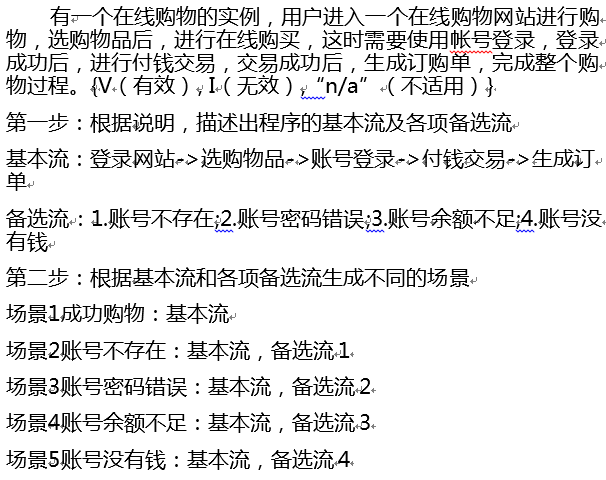 有一个在线购物的实例，用户进入一个在线购物网站进行购
物，选购物品后，进行在线购买，这时需要使用帐号登录，登录
成功后，进行付钱交易，交易成功后，生成订购单，完成整个购
物过程。{V（有效），I（无效），“n/a”（不适用）}
第一步：根据说明，描述出程序的基本流及各项备选流
基本流：登录网站->选购物品->账号登录->付钱交易->生成订
单
备选流：1.账号不存在;2.账号密码错误;3.账号余额不足;4.账号没
有钱
第二步：根据基本流和各项备选流生成不同的场景
场景1成功购物：基本流
场景2账号不存在：基本流，备选流1
场景3账号密码错误：基本流，备选流2
场景4账号余额不足：基本流，备选流3
场景5账号没有钱：基本流，备选流4